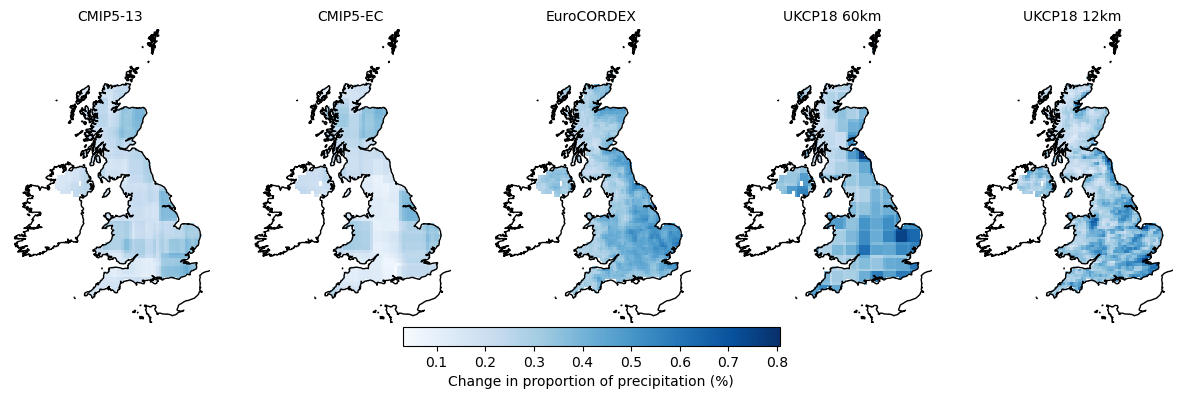 CMIP5-13 CMIP5-EC EuroCORDEX UKCP18 60km UKCP18 12km
0.1 0.2 0.3 0.4 0.5 0.6 0.7 0.8
Change in proportion of precipitation (%)